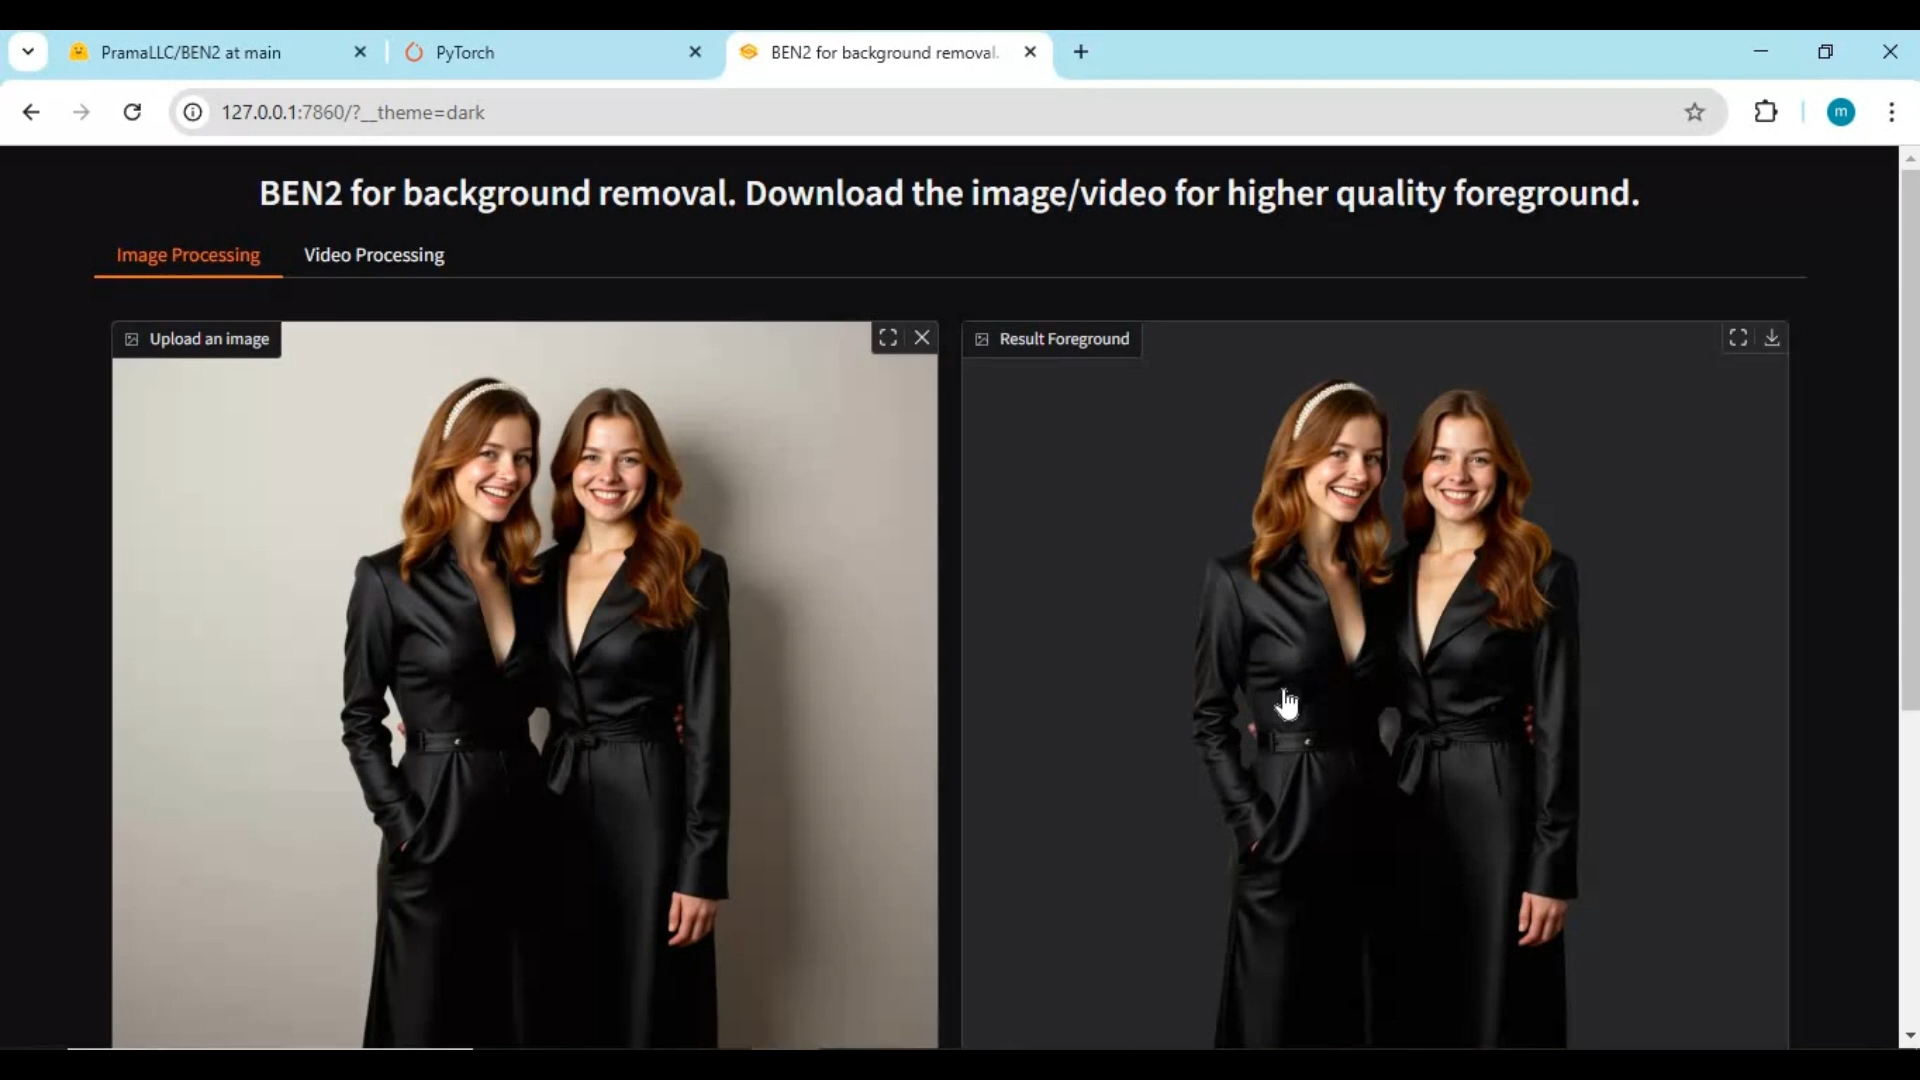 PramaLLC/BEN2 at main
PyTorch
BEN2 for background removal.
127.0.0.1:7860/?__theme=dark
m
BEN2 for background removal. Download the image/video for higher quality foreground.
Image Processing
Video Processing
Upload an image
Result Foreground